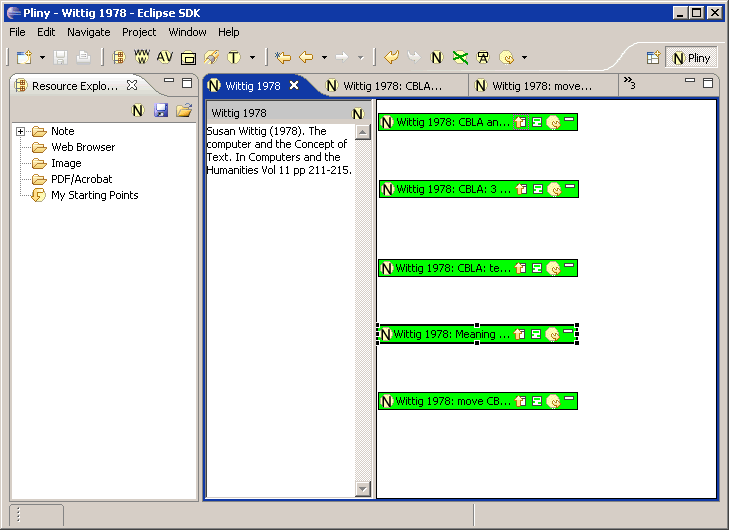 Pliny - Wittig 1978 - Eclipse SDK
File Edit Navigate Project Window Help
N W AV T N Pliny
Resource Explo... N Wittig 1978 N Wittig 1978: CBLA... N Wittig 1978: move... »3
N
Note
Web Browser
Image
PDF/Acrobat
My Starting Points
Wittig 1978 N
Susan Wittig (1978). The
computer and the Concept of
Text. In Computers and the
Humanities Vol 11 pp 211-215.
N Wittig 1978: CBLA an...
N Wittig 1978: CBLA: 3 ...
N Wittig 1978: CBLA: te...
N Wittig 1978: Meaning ...
N Wittig 1978: move CB...